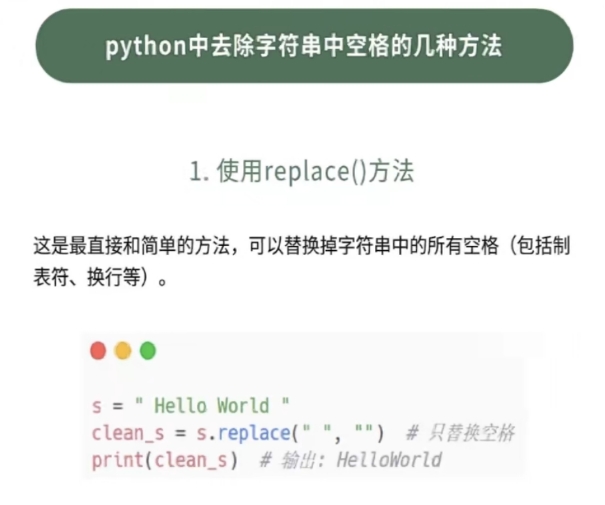 python中去除字符串中空格的几种方法
1. 使用replace()方法
这是最直接和简单的方法，可以替换掉字符串中的所有空格（包括制
表符、换行等）。
s = " Hello World "
clean_s = s.replace(" ", "")  # 只替换空格
print(clean_s)  # 输出: HelloWorld